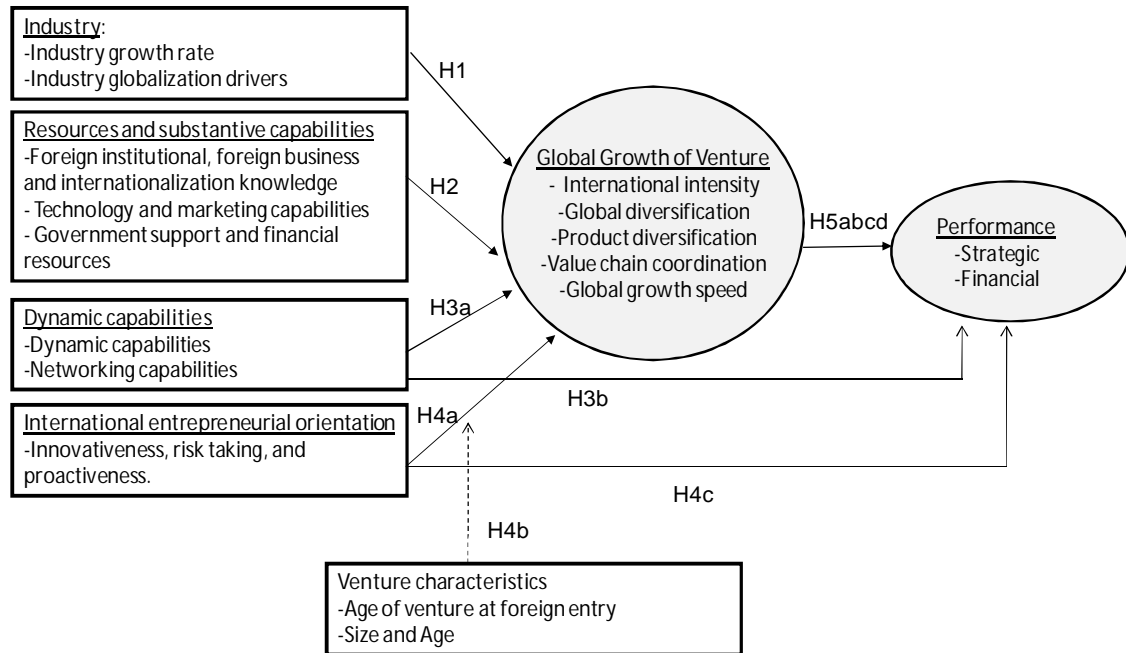 Industry:
-Industry growth rate
-Industry globalization drivers
H1
Resources and substantive capabilities
-Foreign institutional, foreign business
and internationalization knowledge
- Technology and marketing capabilities
- Government support and financial
resources
H2
Global Growth of Venture
- International intensity
-Global diversification
-Product diversification
-Value chain coordination
-Global growth speed
H5abcd
Performance
-Strategic
-Financial
Dynamic capabilities
-Dynamic capabilities
-Networking capabilities
H3a
H3b
International entrepreneurial orientation
-Innovativeness, risk taking, and
proactiveness.
H4a
H4c
H4b
Venture characteristics
-Age of venture at foreign entry
-Size and Age